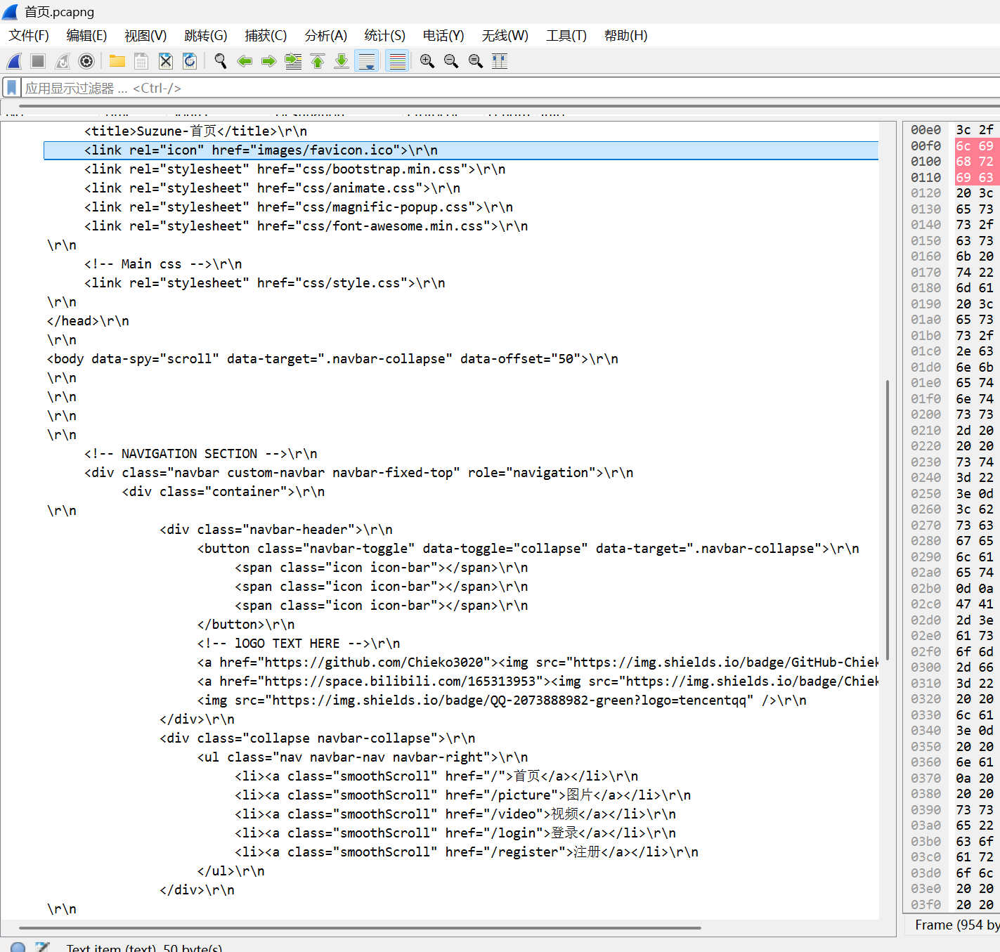 首页.pcapng
文件(F) 编辑(E) 视图(V) 跳转(G) 捕获(C) 分析(A) 统计(S) 电话(Y) 无线(W) 工具(T) 帮助(H)
应用显示过滤器 … <Ctrl-/>
<title>Suzune-首页</title>\r\n
<link rel="icon" href="images/favicon.ico">\r\n
<link rel="stylesheet" href="css/bootstrap.min.css">\r\n
<link rel="stylesheet" href="css/animate.css">\r\n
<link rel="stylesheet" href="css/magnific-popup.css">\r\n
<link rel="stylesheet" href="css/font-awesome.min.css">\r\n
\r\n
<!-- Main css -->\r\n
<link rel="stylesheet" href="css/style.css">\r\n
\r\n
</head>\r\n
\r\n
<body data-spy="scroll" data-target=".navbar-collapse" data-offset="50">\r\n
\r\n
\r\n
\r\n
\r\n
<!-- NAVIGATION SECTION -->\r\n
<div class="navbar custom-navbar navbar-fixed-top" role="navigation">\r\n
<div class="container">\r\n
\r\n
<div class="navbar-header">\r\n
<button class="navbar-toggle" data-toggle="collapse" data-target=".navbar-collapse">\r\n
<span class="icon icon-bar"></span>\r\n
<span class="icon icon-bar"></span>\r\n
<span class="icon icon-bar"></span>\r\n
</button>\r\n
<!-- lOGO TEXT HERE -->\r\n
<a href="https://github.com/Chieko3020"><img src="https://img.shields.io/badge/GitHub-Chiek
<a href="https://space.bilibili.com/165313953"><img src="https://img.shields.io/badge/Chiek
<img src="https://img.shields.io/badge/QQ-2073888982-green?logo=tencentqq" />\r\n
</div>\r\n
<div class="collapse navbar-collapse">\r\n
<ul class="nav navbar-nav navbar-right">\r\n
<li><a class="smoothScroll" href="/">首页</a></li>\r\n
<li><a class="smoothScroll" href="/picture">图片</a></li>\r\n
<li><a class="smoothScroll" href="/video">视频</a></li>\r\n
<li><a class="smoothScroll" href="/login">登录</a></li>\r\n
<li><a class="smoothScroll" href="/register">注册</a></li>\r\n
</ul>\r\n
</div>\r\n
\r\n
00e0 3c 2f
00f0 6c 69
0100 68 72
0110 69 63
0120 20 3c
0130 65 73
0140 73 2f
0150 63 73
0160 6b 20
0170 74 22
0180 6d 61
0190 20 3c
01a0 65 73
01b0 73 2f
01c0 2e 63
01d0 6e 6b
01e0 65 74
01f0 6e 74
0200 73 73
0210 2d 20
0220 20 20
0230 73 74
0240 3d 22
0250 3e 0d
0260 3c 62
0270 73 63
0280 67 65
0290 6c 61
02a0 65 74
02b0 0d 0a
02c0 47 41
02d0 2d 3e
02e0 61 73
02f0 6f 6d
0300 2d 66
0310 3d 22
0320 20 20
0330 6c 61
0340 3e 0d
0350 20 20
0360 6e 61
0370 0a 20
0380 20 20
0390 73 73
03a0 65 22
03b0 63 6f
03c0 61 72
03d0 6f 6c
03e0 20 20
03f0 20 20
Frame (954 by
Text item (text), 50 byte(s)